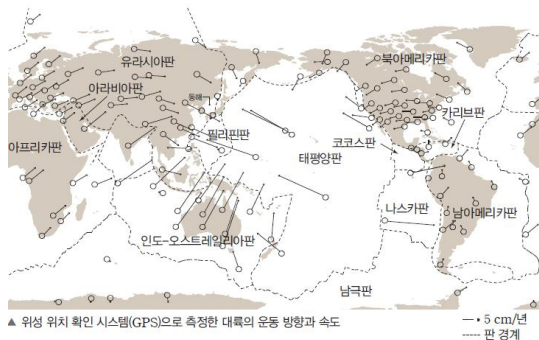 유라시아판
북아메리카판
아라비아판
동해
카리브판
필리핀판
아프리카판
코코스판
태평양판
나스카판
남아메리카판
인도-오스트레일리아판
남극판
▲ 위성 위치 확인 시스템(GPS)으로 측정한 대륙의 운동 방향과 속도
5 cm/년
판 경계